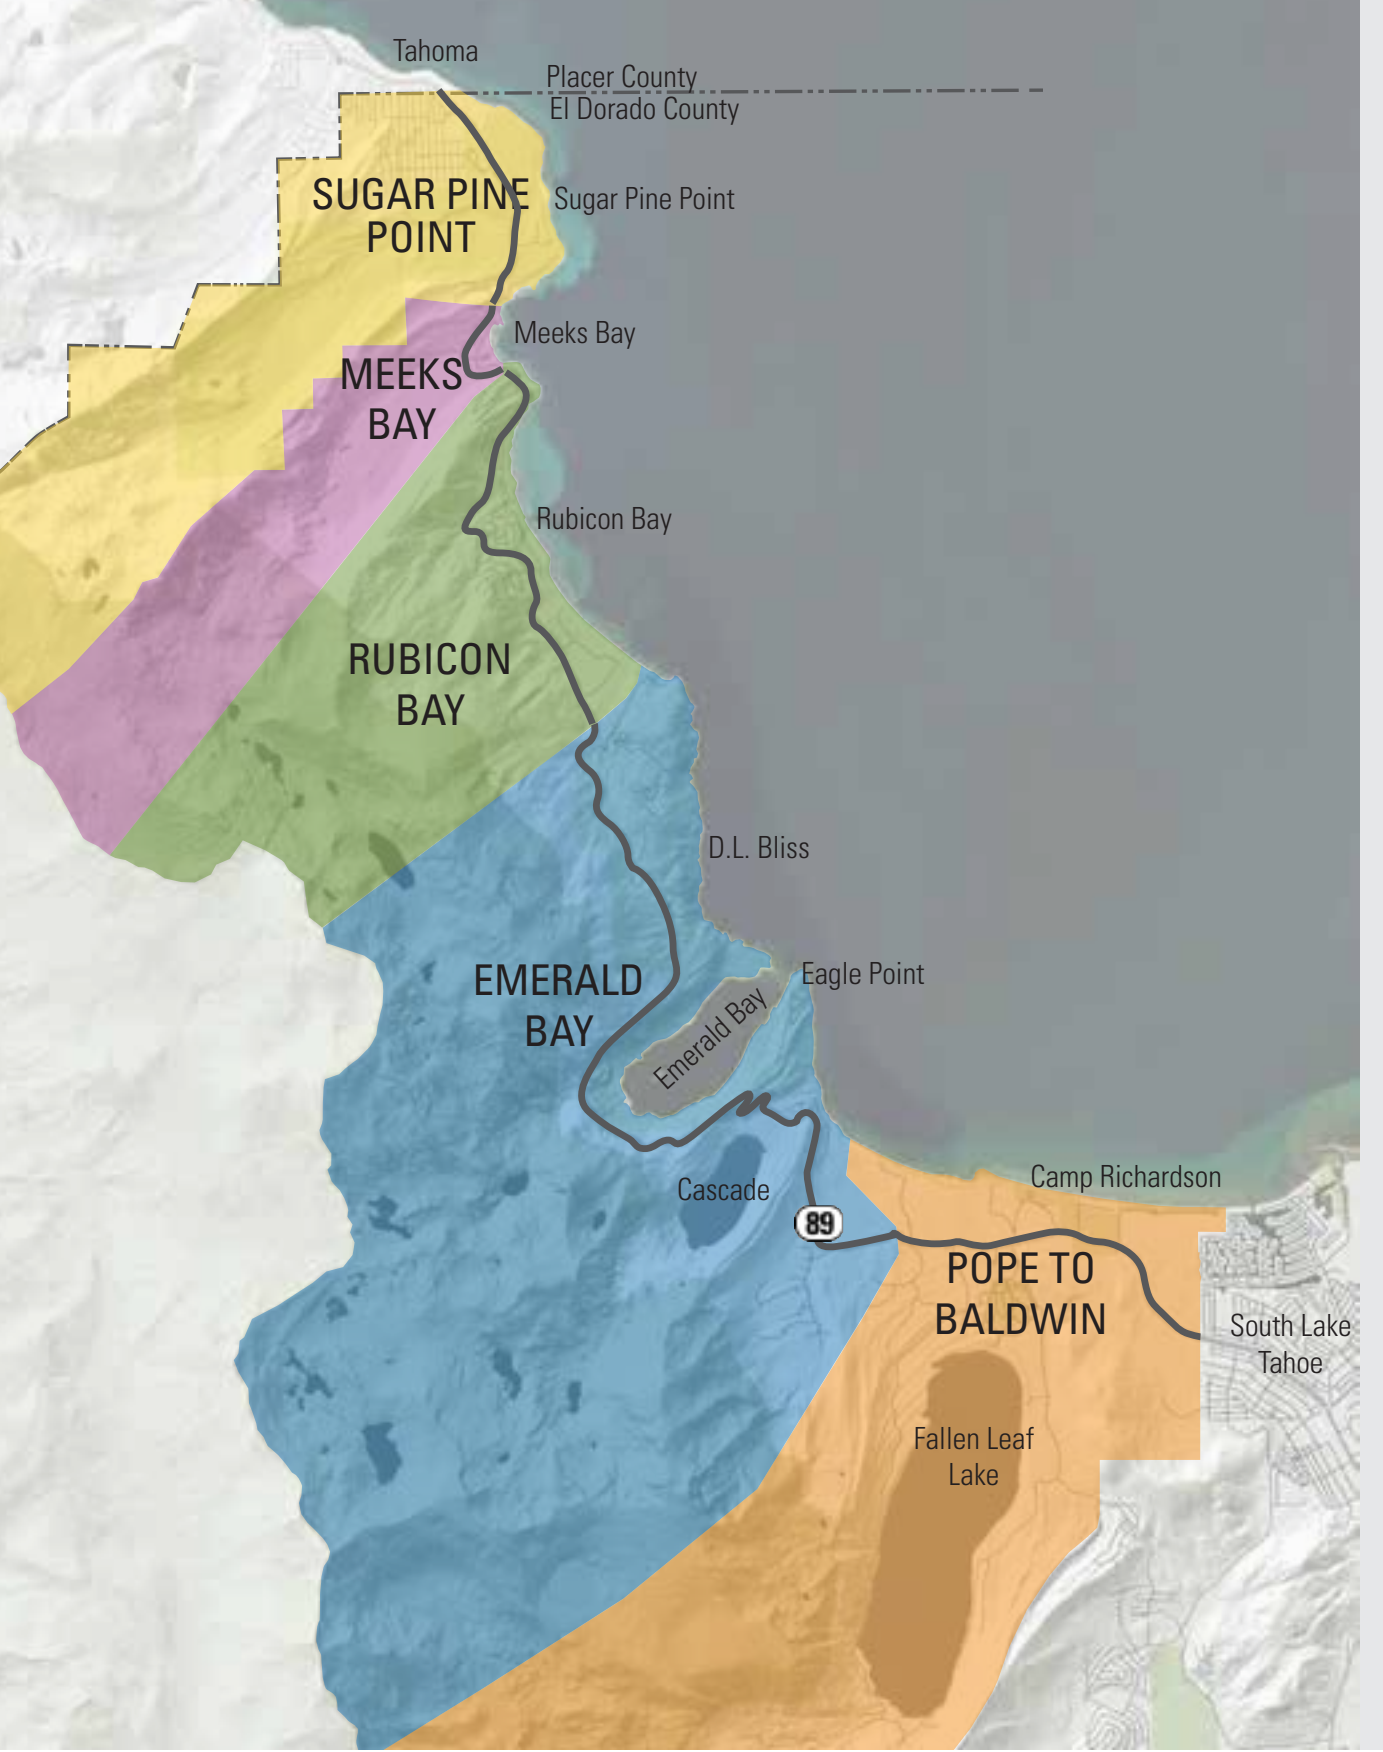 Tahoma
Placer County
El Dorado County
SUGAR PINE
POINT
Sugar Pine Point
Meeks Bay
MEEKS
BAY
Rubicon Bay
RUBICON
BAY
D.L. Bliss
EMERALD
BAY
Eagle Point
Emerald Bay
Cascade
Camp Richardson
89
POPE TO
BALDWIN
South Lake
Tahoe
Fallen Leaf
Lake